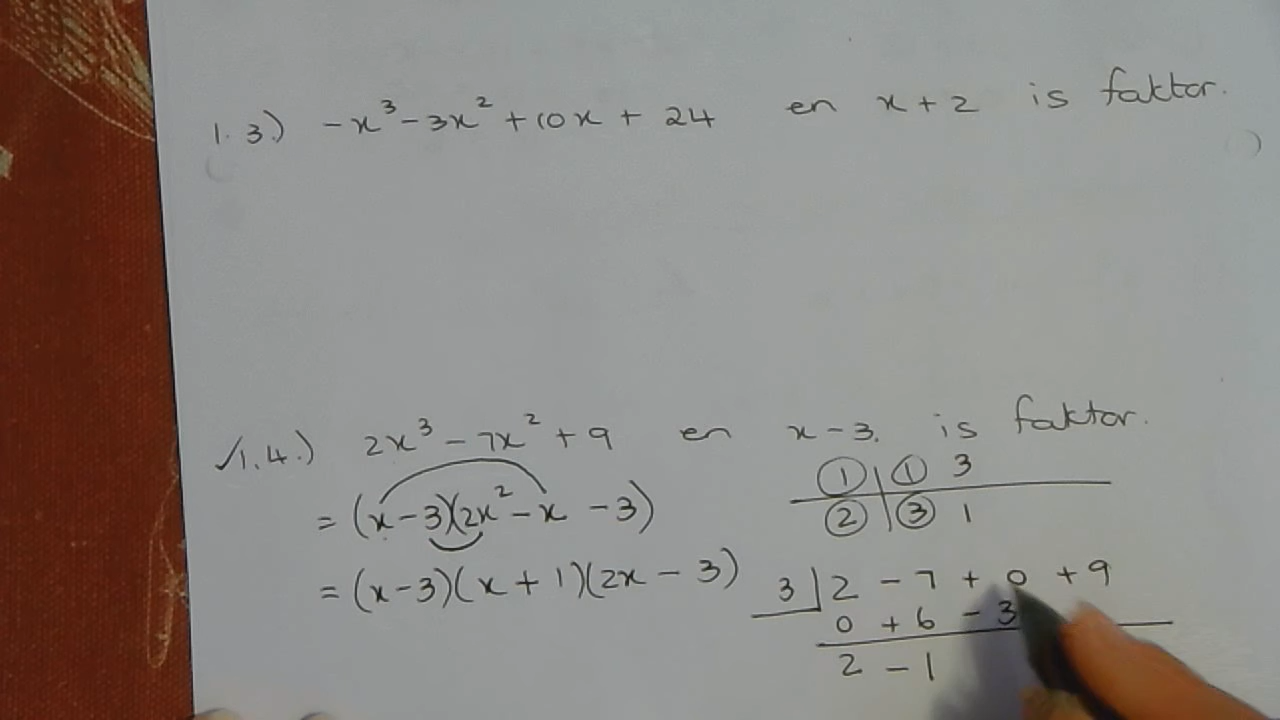 1.3.) -x³ - 3x² + 10x + 24 en x + 2 is faktor.
✓1.4.) 2x³ - 7x² + 9 en x - 3. is faktor.
① | ① 3
= (x - 3)(2x² - x - 3)
② | ③ 1
= (x - 3)(x + 1)(2x - 3)
3 | 2 - 7 + 0 + 9
0 + 6 - 3
2 - 1